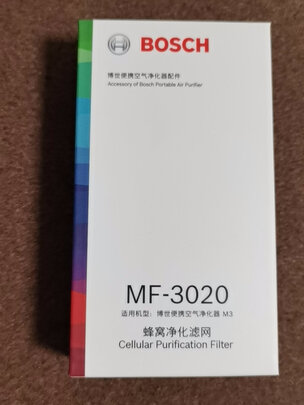 BOSCH
博世便携空气净化器配件
Accessory of Bosch Portable Air Purifier
MF-3020
适用机型：博世便携空气净化器 M3
蜂窝净化滤网
Cellular Purification Filter